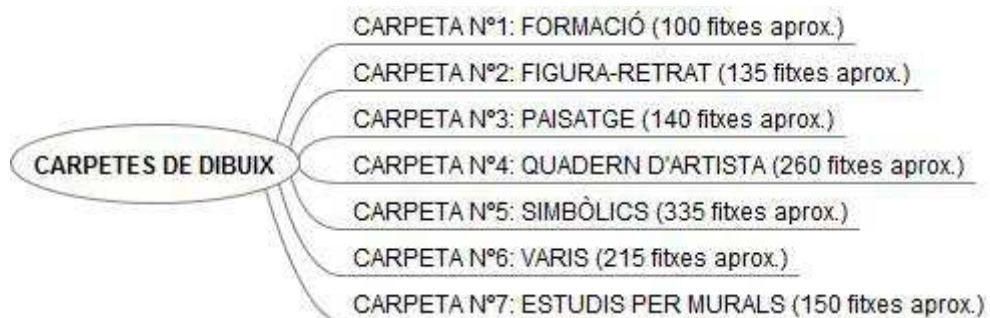 CARPETA Nº1: FORMACIÓ (100 fitxes aprox.)
CARPETA Nº2: FIGURA-RETRAT (135 fitxes aprox.)
CARPETA Nº3: PAISATGE (140 fitxes aprox.)
CARPETES DE DIBUIX
CARPETA Nº4: QUADERN D'ARTISTA (260 fitxes aprox.)
CARPETA Nº5: SIMBÒLICS (335 fitxes aprox.)
CARPETA Nº6: VARIS (215 fitxes aprox.)
CARPETA Nº7: ESTUDIS PER MURALS (150 fitxes aprox.)